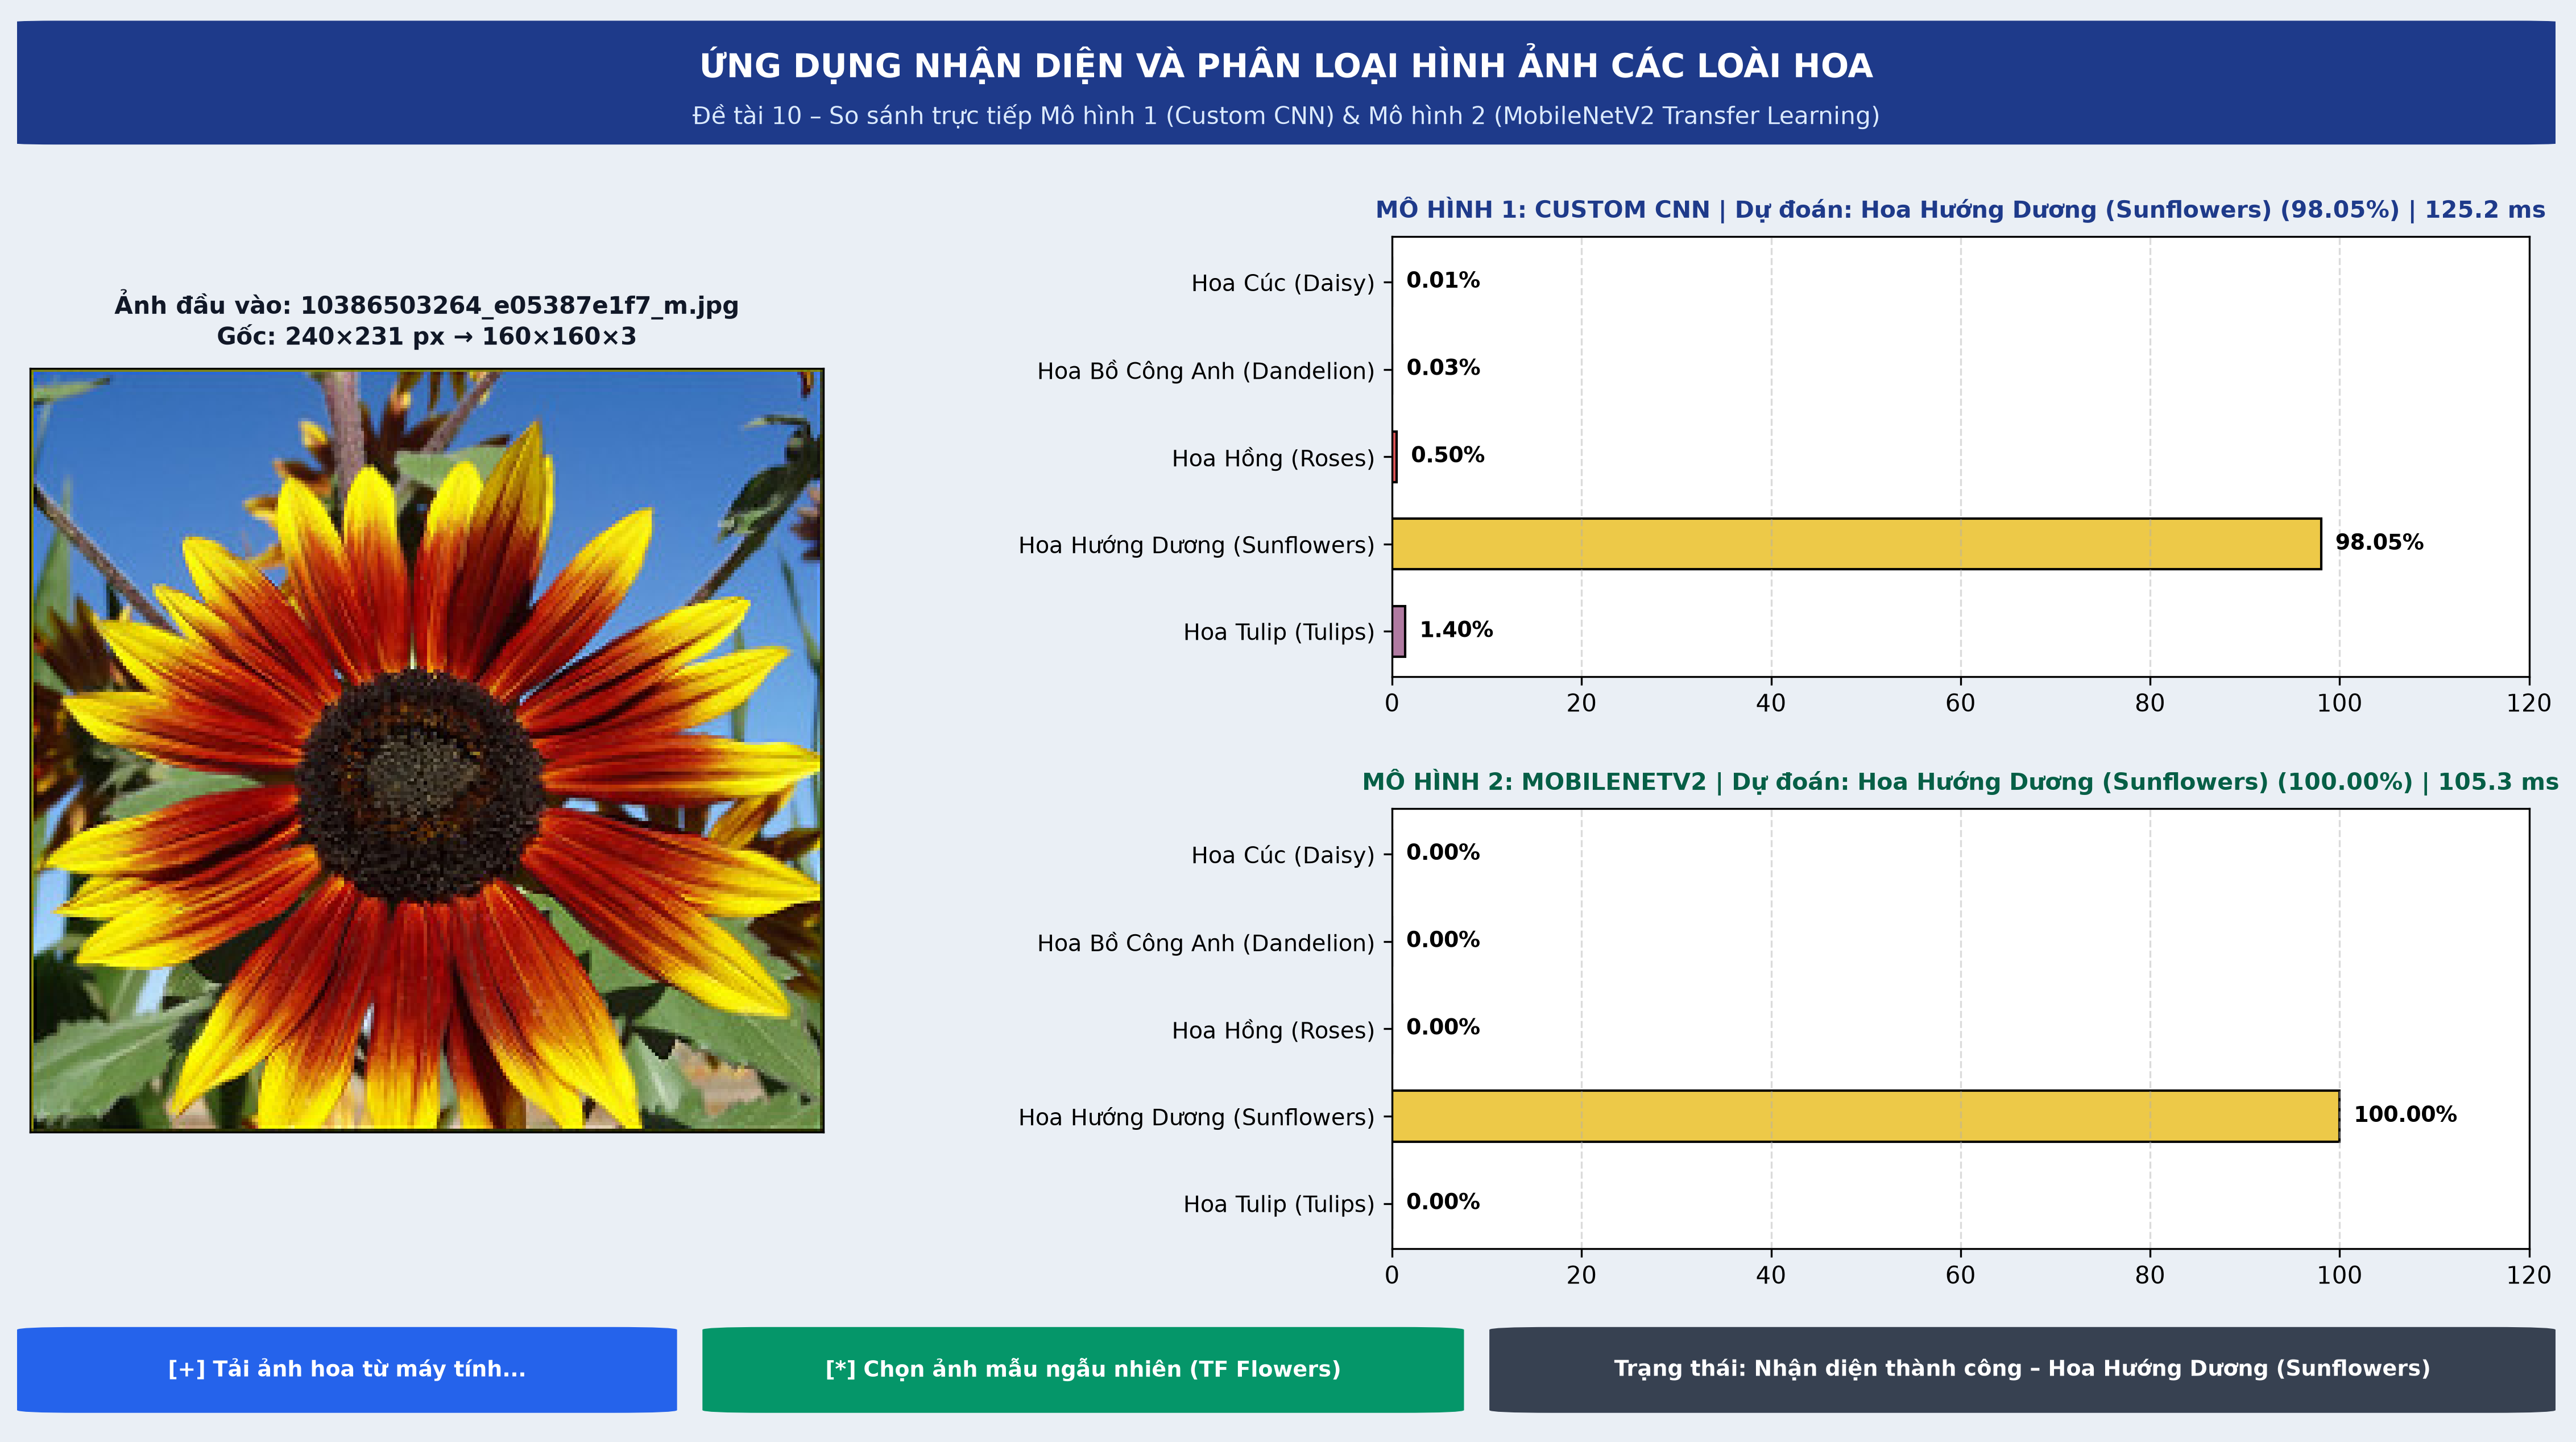 ỨNG DỤNG NHẬN DIỆN VÀ PHÂN LOẠI HÌNH ẢNH CÁC LOÀI HOA
Đề tài 10 – So sánh trực tiếp Mô hình 1 (Custom CNN) & Mô hình 2 (MobileNetV2 Transfer Learning)
Ảnh đầu vào: 10386503264_e05387e1f7_m.jpg
Gốc: 240×231 px → 160×160×3
MÔ HÌNH 1: CUSTOM CNN | Dự đoán: Hoa Hướng Dương (Sunflowers) (98.05%) | 125.2 ms
Hoa Cúc (Daisy) 0.01%
Hoa Bồ Công Anh (Dandelion) 0.03%
Hoa Hồng (Roses) 0.50%
Hoa Hướng Dương (Sunflowers) 98.05%
Hoa Tulip (Tulips) 1.40%
0 20 40 60 80 100 120
MÔ HÌNH 2: MOBILENETV2 | Dự đoán: Hoa Hướng Dương (Sunflowers) (100.00%) | 105.3 ms
Hoa Cúc (Daisy) 0.00%
Hoa Bồ Công Anh (Dandelion) 0.00%
Hoa Hồng (Roses) 0.00%
Hoa Hướng Dương (Sunflowers) 100.00%
Hoa Tulip (Tulips) 0.00%
0 20 40 60 80 100 120
[+] Tải ảnh hoa từ máy tính...
[*] Chọn ảnh mẫu ngẫu nhiên (TF Flowers)
Trạng thái: Nhận diện thành công – Hoa Hướng Dương (Sunflowers)